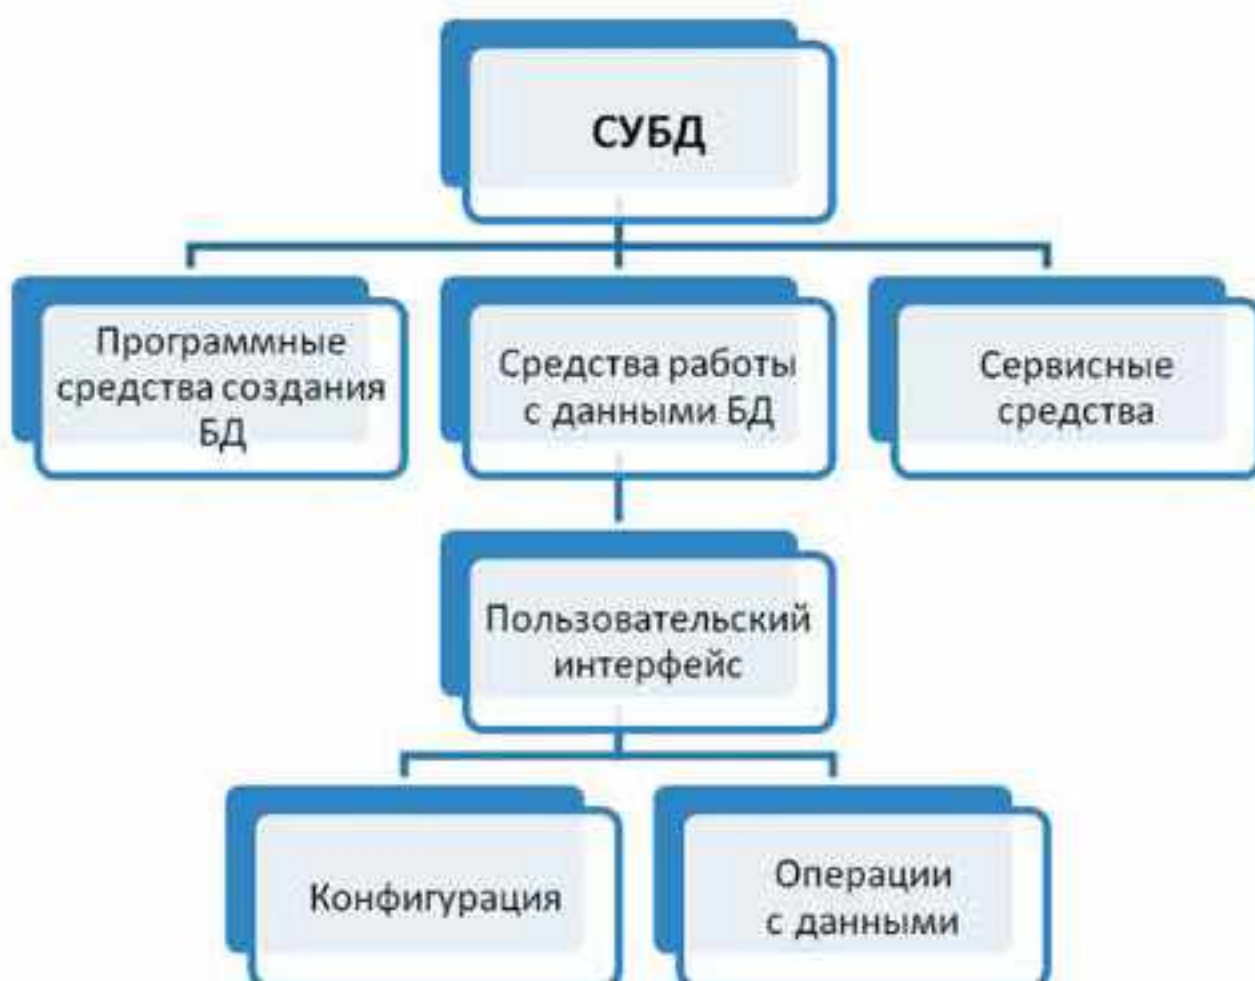 СУБД
Программные
средства создания
БД
Средства работы
с данными БД
Сервисные
средства
Пользовательский
интерфейс
Конфигурация
Операции
с данными